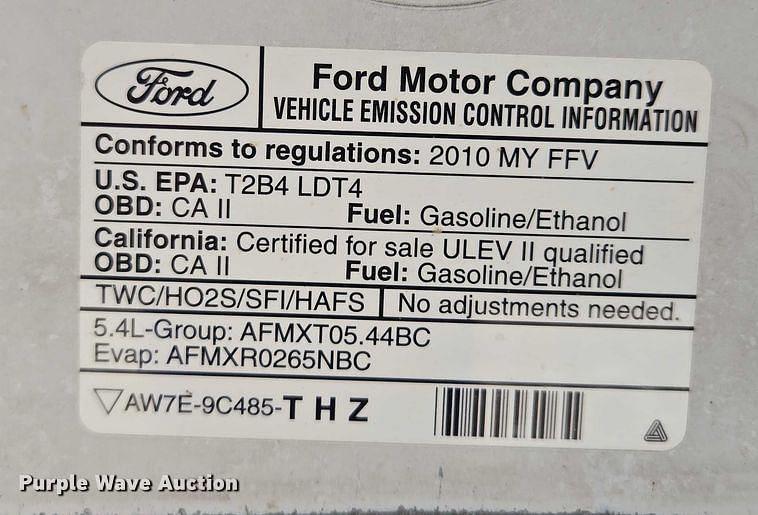 Ford
Ford Motor Company
VEHICLE EMISSION CONTROL INFORMATION
Conforms to regulations: 2010 MY FFV
U.S. EPA: T2B4 LDT4
OBD: CA II Fuel: Gasoline/Ethanol
California: Certified for sale ULEV II qualified
OBD: CA II Fuel: Gasoline/Ethanol
TWC/HO2S/SFI/HAFS No adjustments needed.
5.4L-Group: AFMXT05.44BC
Evap: AFMXR0265NBC
AW7E-9C485-T H Z
Purple Wave Auction